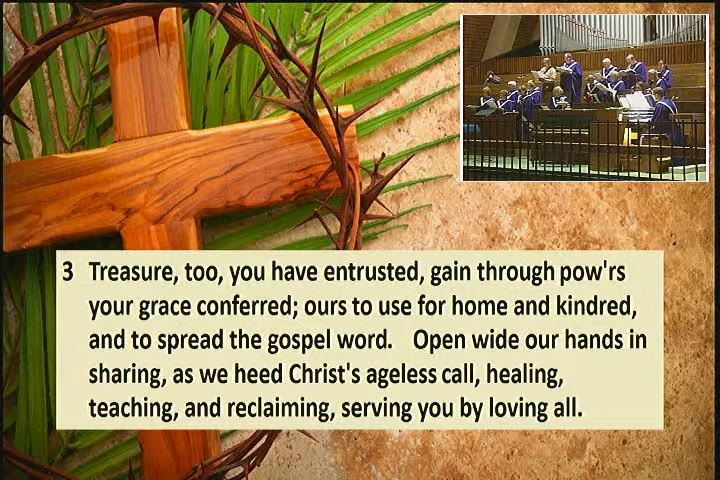 3 Treasure, too, you have entrusted, gain through pow'rs
your grace conferred; ours to use for home and kindred,
and to spread the gospel word. Open wide our hands in
sharing, as we heed Christ's ageless call, healing,
teaching, and reclaiming, serving you by loving all.